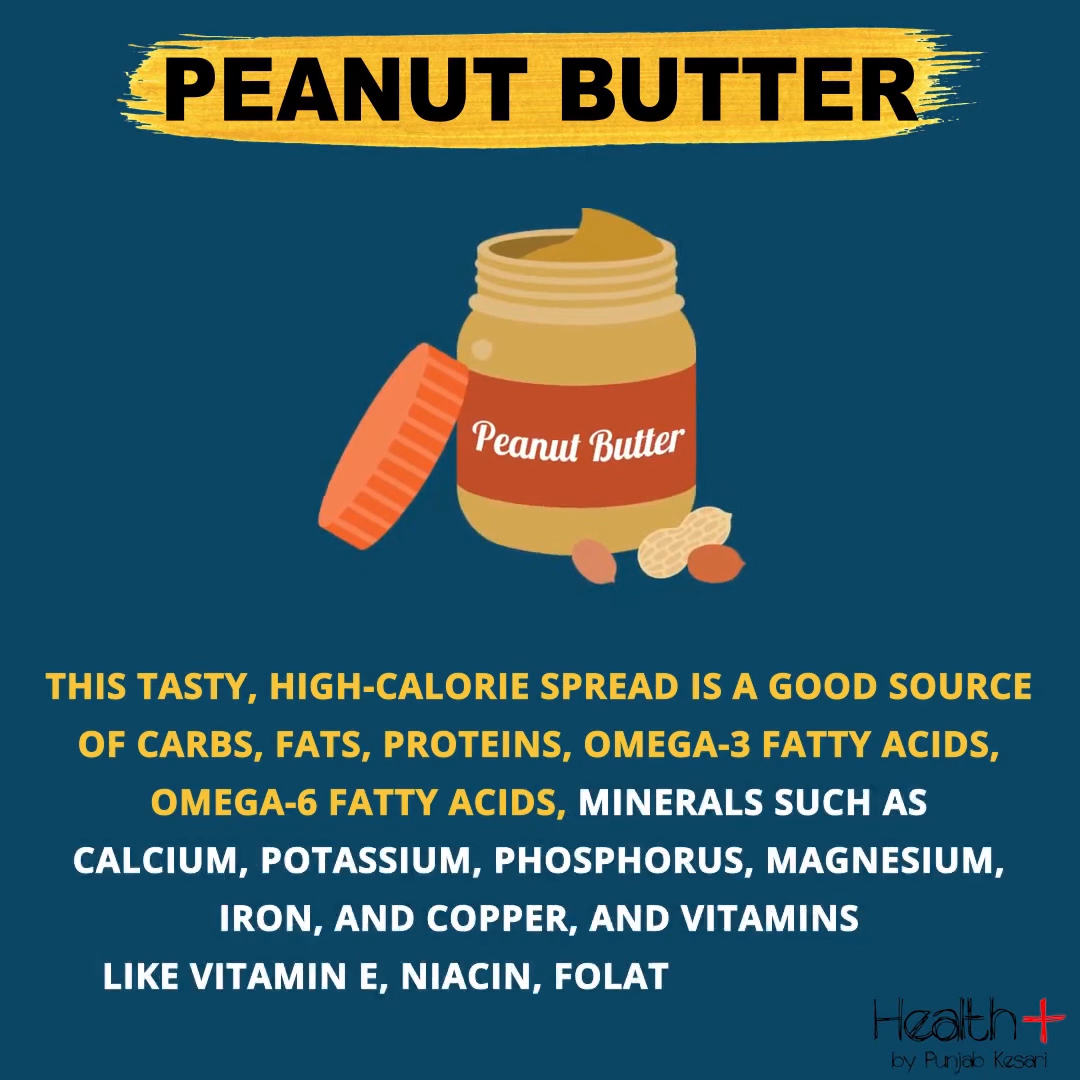 PEANUT BUTTER
Peanut Butter
THIS TASTY, HIGH-CALORIE SPREAD IS A GOOD SOURCE
OF CARBS, FATS, PROTEINS, OMEGA-3 FATTY ACIDS,
OMEGA-6 FATTY ACIDS, MINERALS SUCH AS
CALCIUM, POTASSIUM, PHOSPHORUS, MAGNESIUM,
IRON, AND COPPER, AND VITAMINS
LIKE VITAMIN E, NIACIN, FOLAT
Health+
by Punjab Kesari